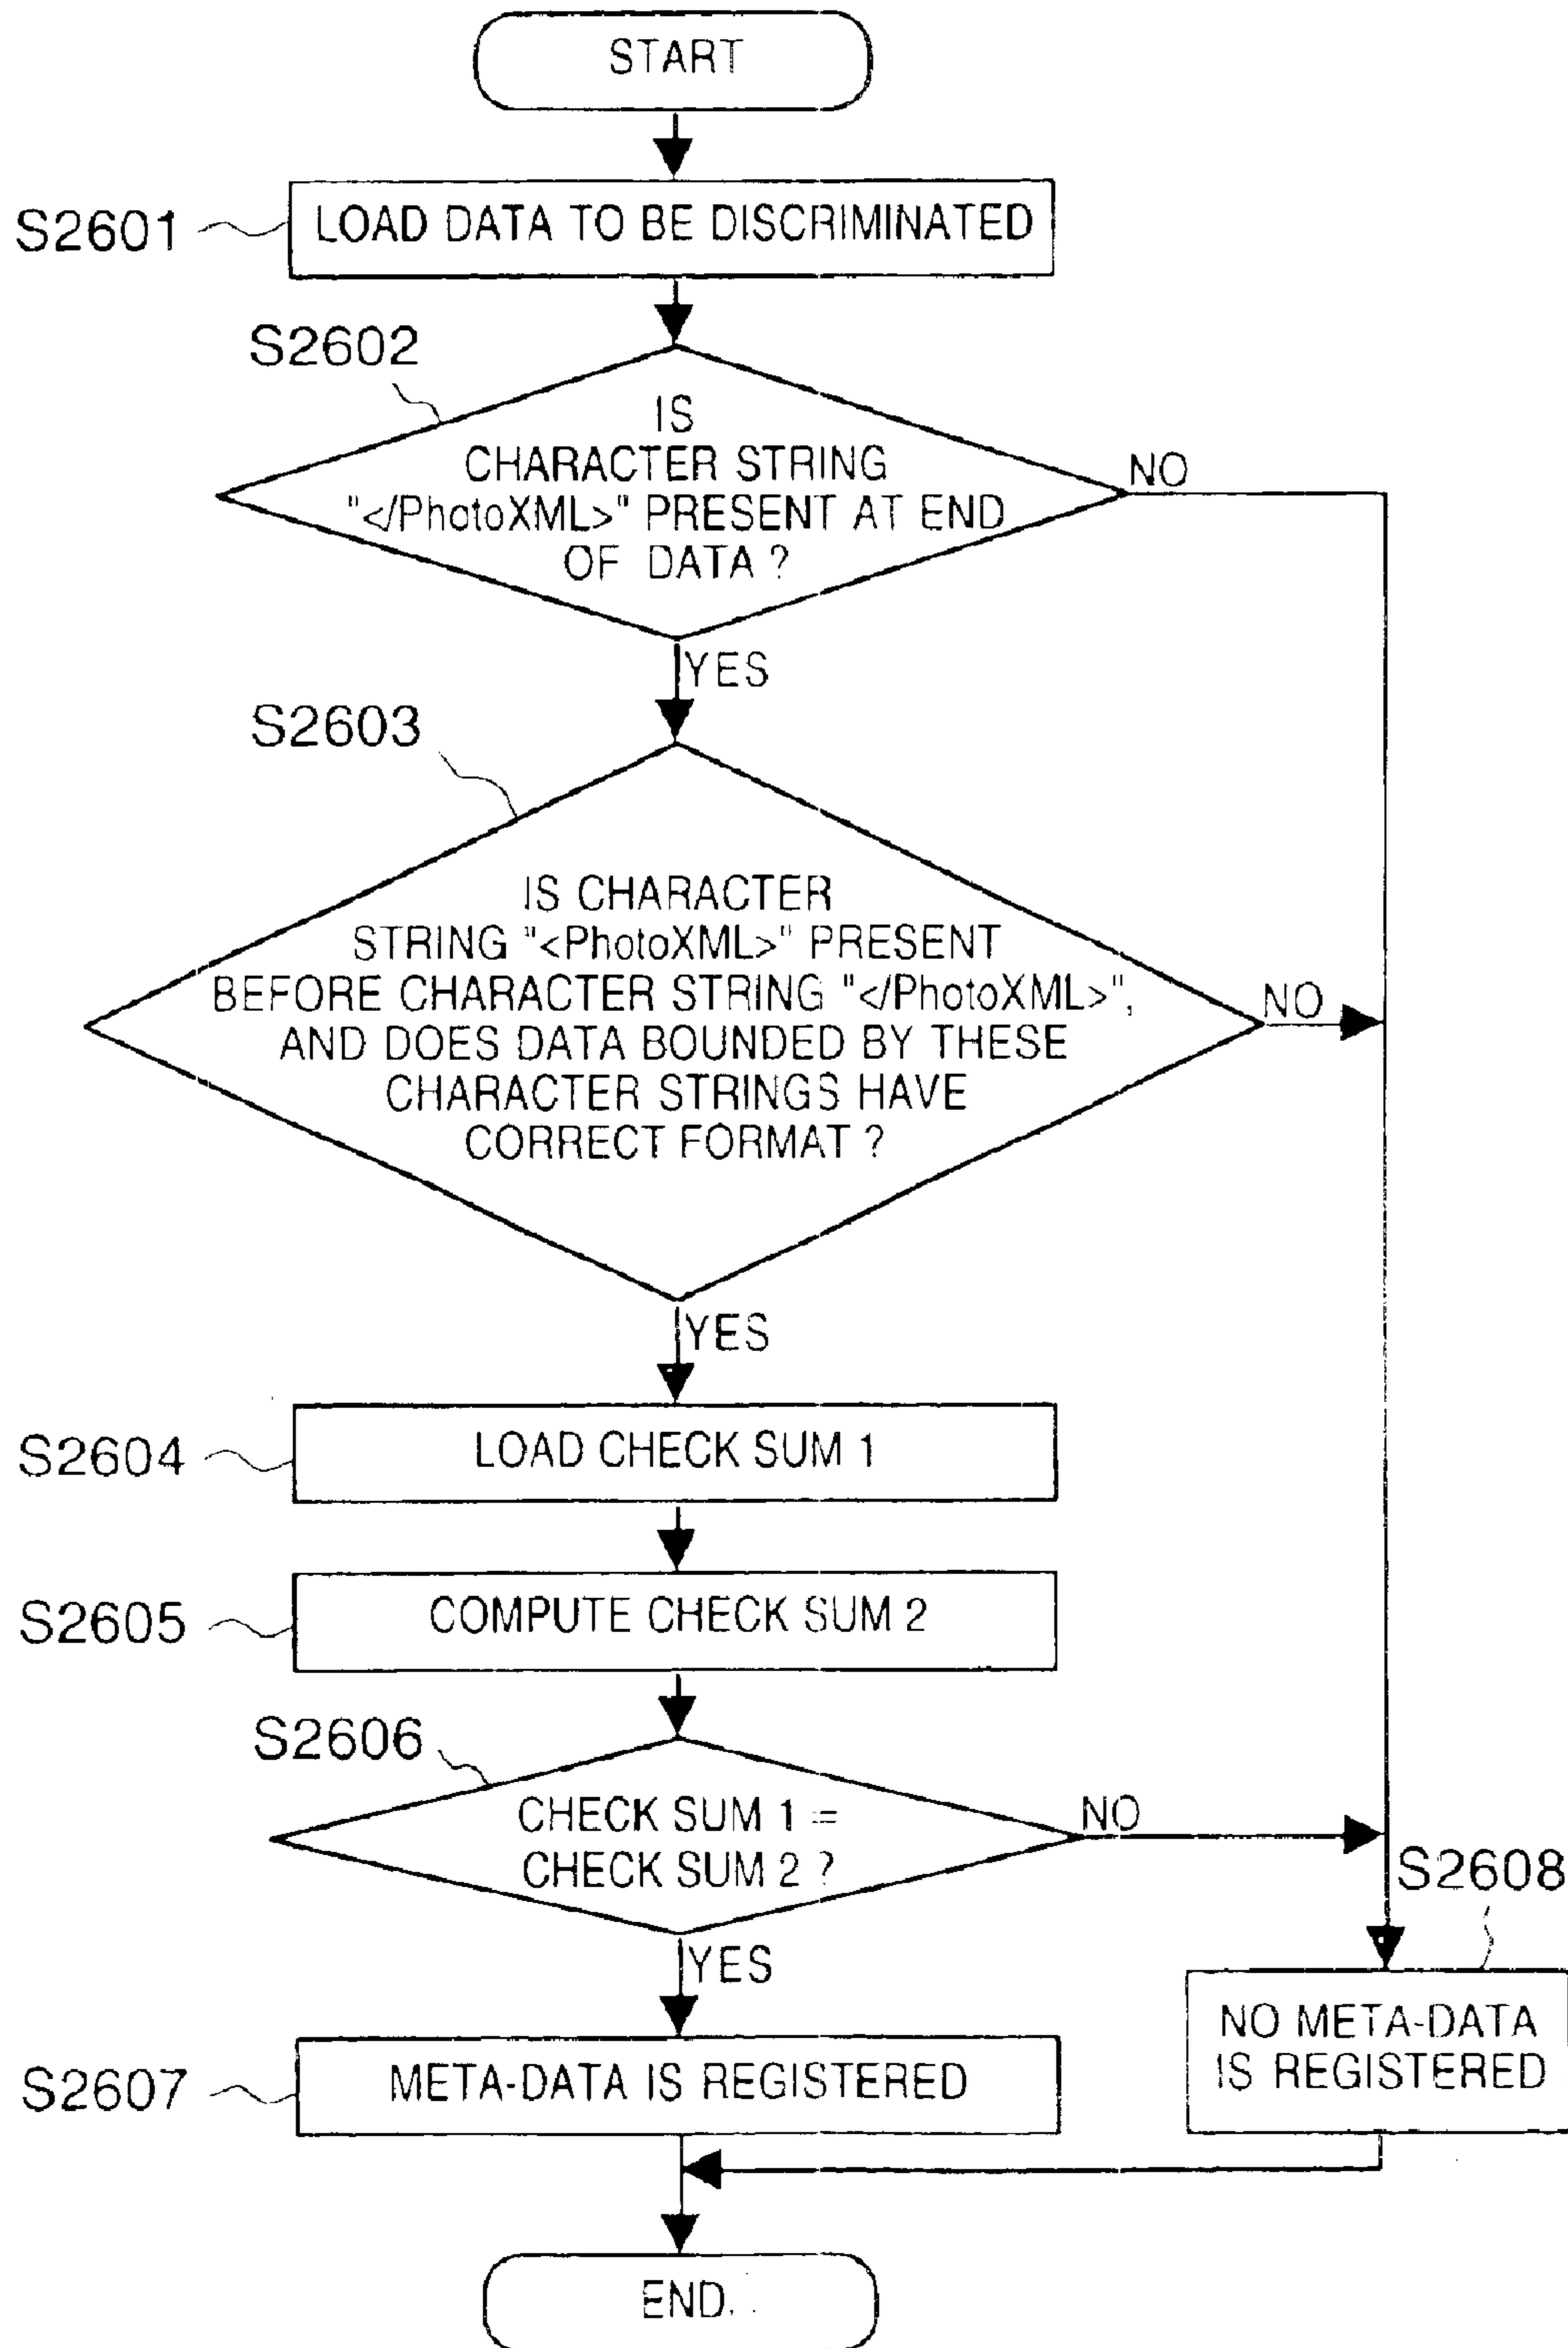 START
S2601
LOAD DATA TO BE DISCRIMINATED
S2602
IS
CHARACTER STRING
"</PhotoXML>" PRESENT AT END
OF DATA ?
NO
YES
S2603
IS CHARACTER
STRING "<PhotoXML>" PRESENT
BEFORE CHARACTER STRING "</PhotoXML>",
AND DOES DATA BOUNDED BY THESE
CHARACTER STRINGS HAVE
CORRECT FORMAT ?
NO
YES
S2604
LOAD CHECK SUM 1
S2605
COMPUTE CHECK SUM 2
S2606
CHECK SUM 1 =
CHECK SUM 2 ?
NO
YES
S2608
NO META-DATA
IS REGISTERED
S2607
META-DATA IS REGISTERED
END